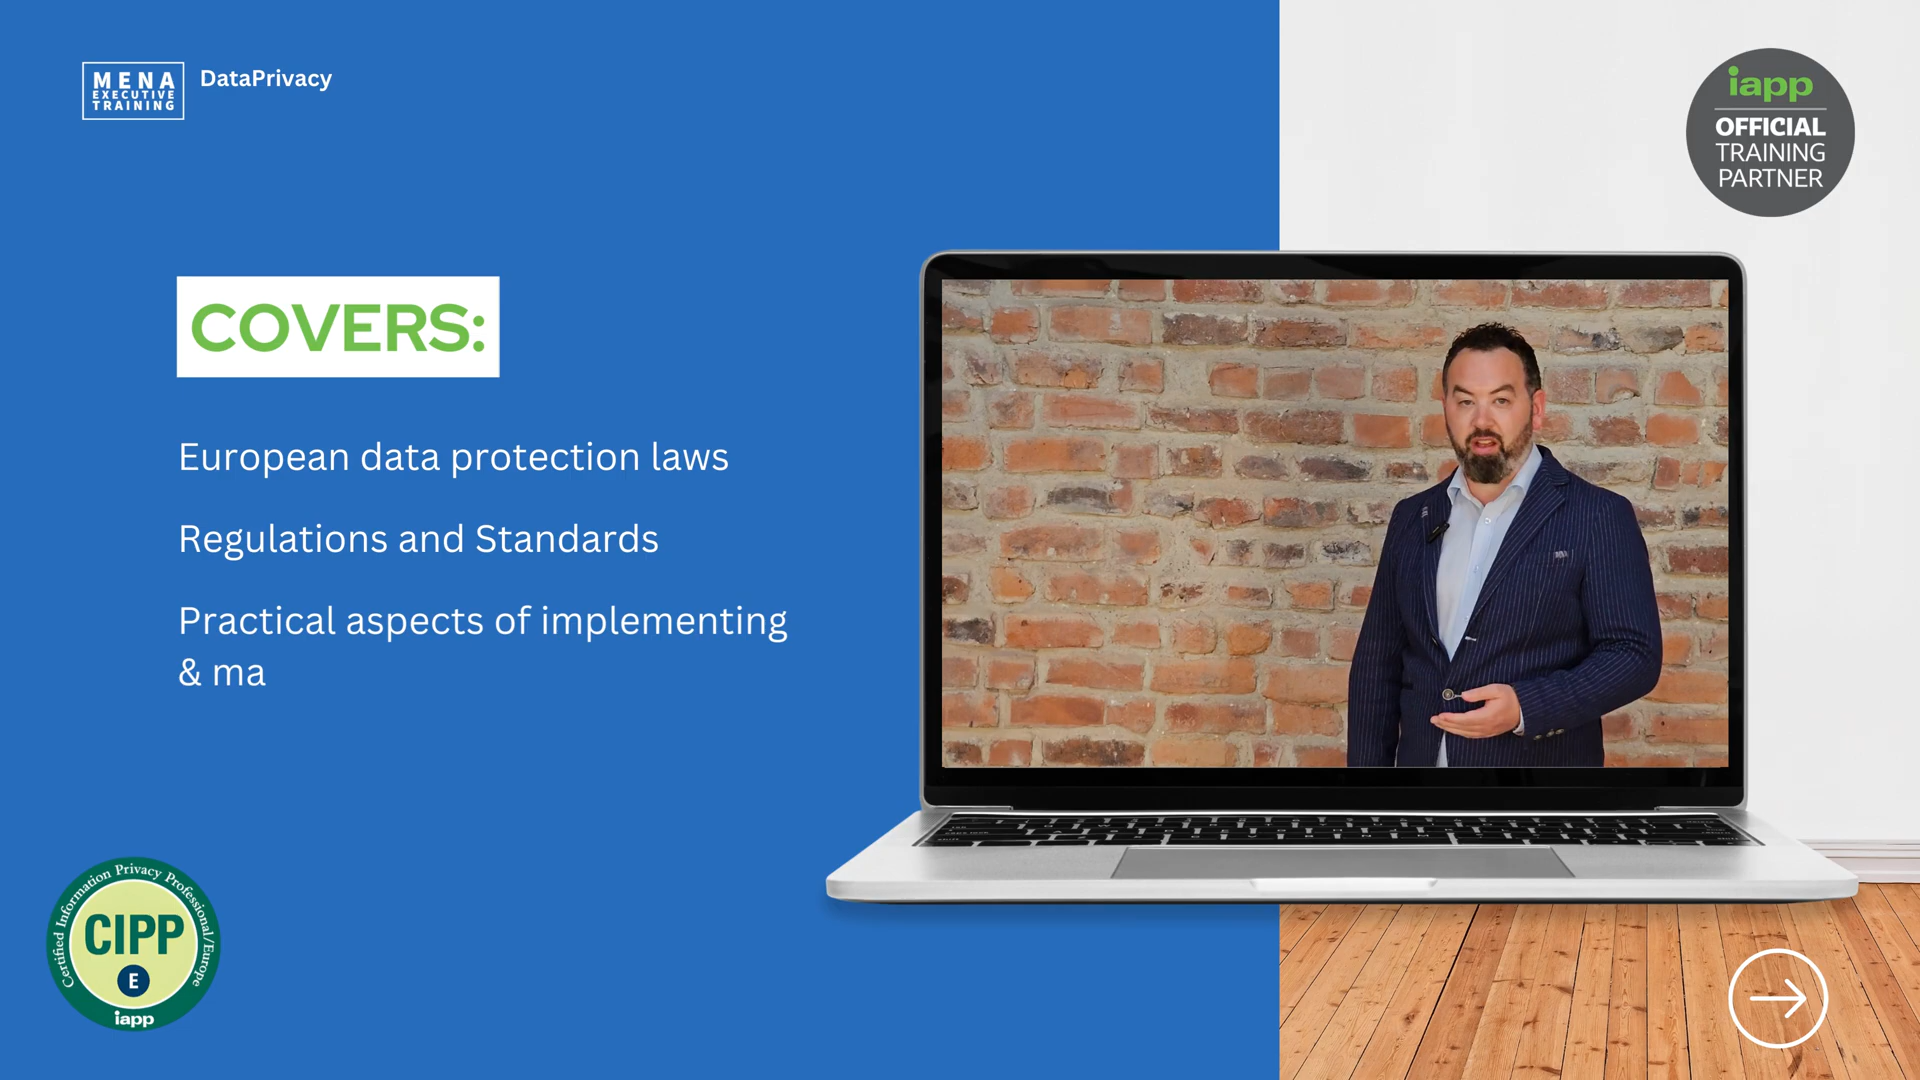 MENA
EXECUTIVE
TRAINING
DataPrivacy
iapp
OFFICIAL
TRAINING
PARTNER
COVERS:
European data protection laws
Regulations and Standards
Practical aspects of implementing
& ma
Certified Information Privacy Professional/Europe
CIPP
E
iapp